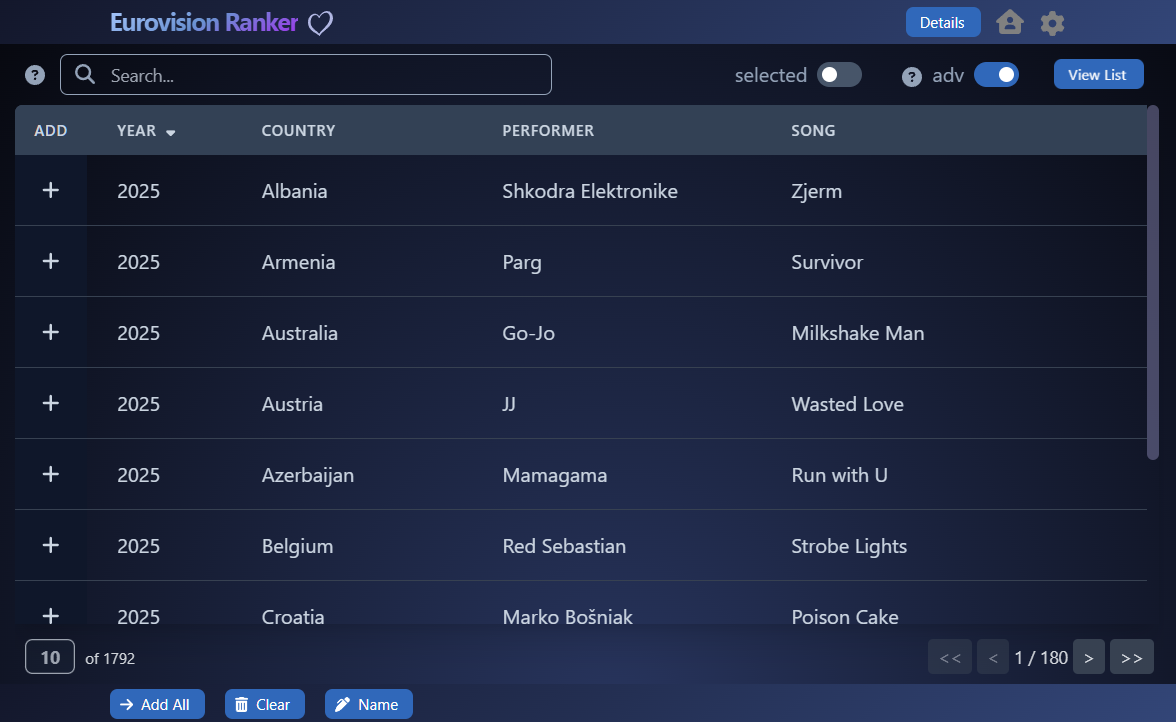 Eurovision Ranker Details
? Search... selected ? adv View List
ADD YEAR COUNTRY PERFORMER SONG
+ 2025 Albania Shkodra Elektronike Zjerm
+ 2025 Armenia Parg Survivor
+ 2025 Australia Go-Jo Milkshake Man
+ 2025 Austria JJ Wasted Love
+ 2025 Azerbaijan Mamagama Run with U
+ 2025 Belgium Red Sebastian Strobe Lights
+ 2025 Croatia Marko Bošniak Poison Cake
10 of 1792 << < 1 / 180 > >>
Add All Clear Name